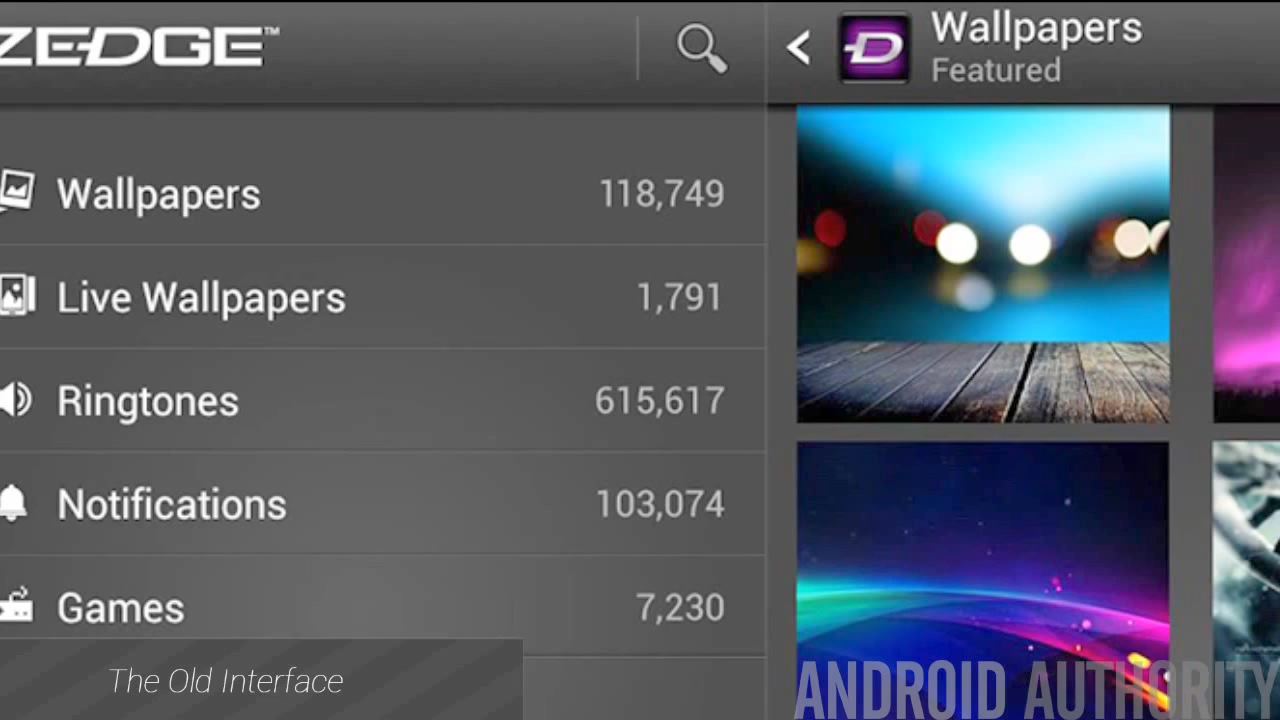 ZEDGE™
Wallpapers 118,749
Live Wallpapers 1,791
Ringtones 615,617
Notifications 103,074
Games 7,230
The Old Interface
Wallpapers
Featured
ANDROID AUTHORITY